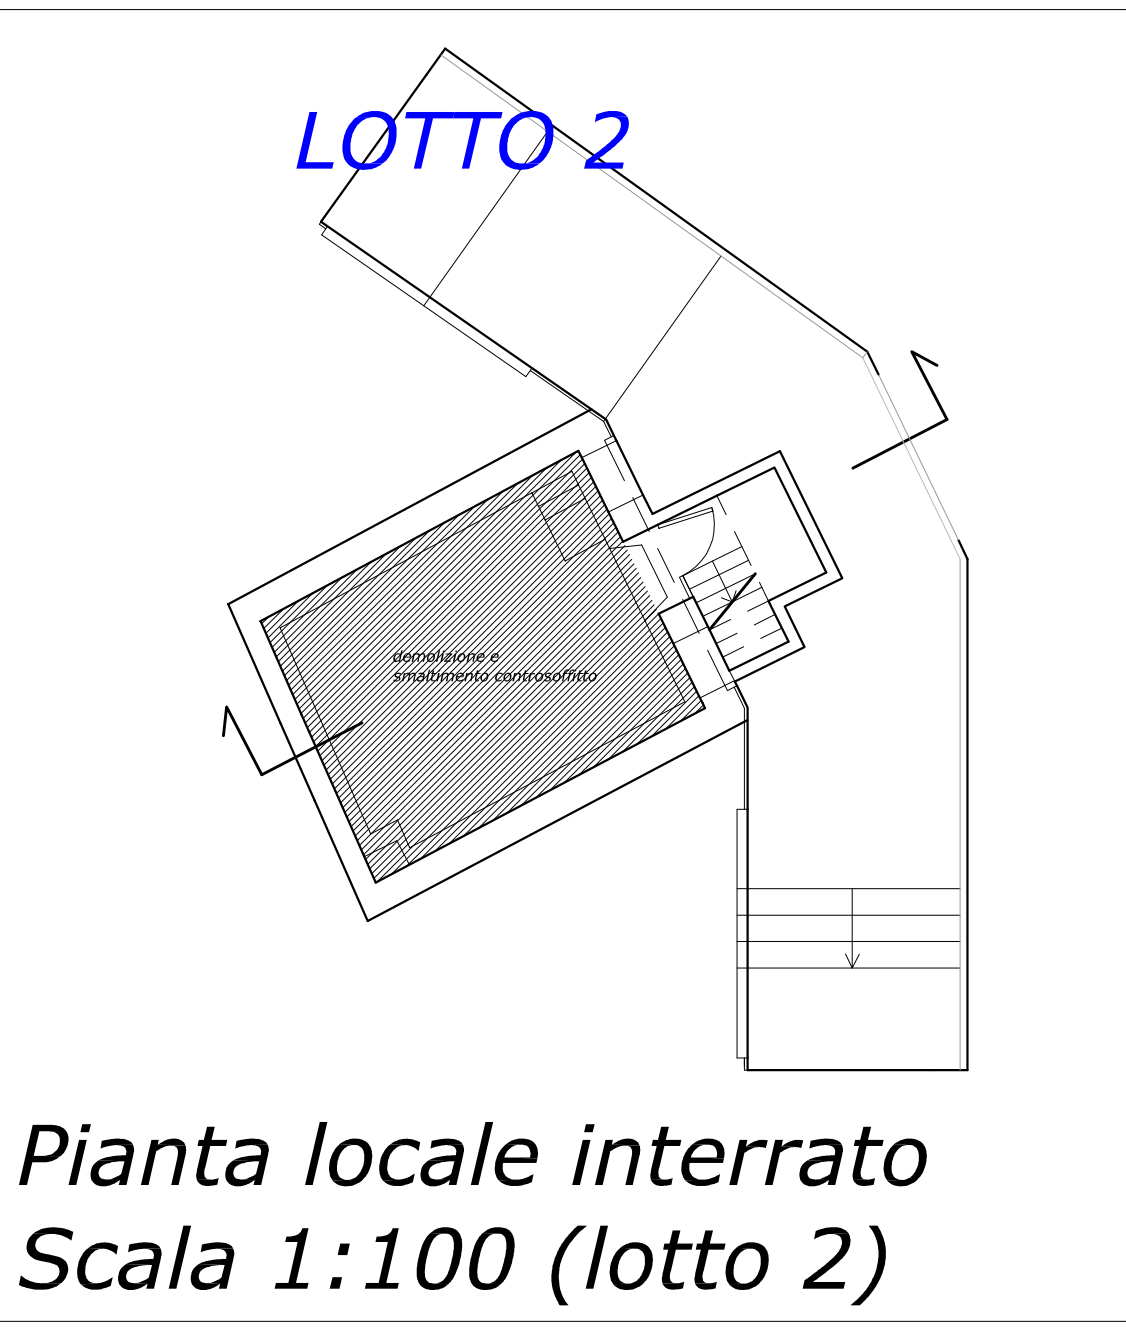 LOTTO 2
demolizione e
smaltimento controsoffitto
Pianta locale interrato
Scala 1:100 (lotto 2)